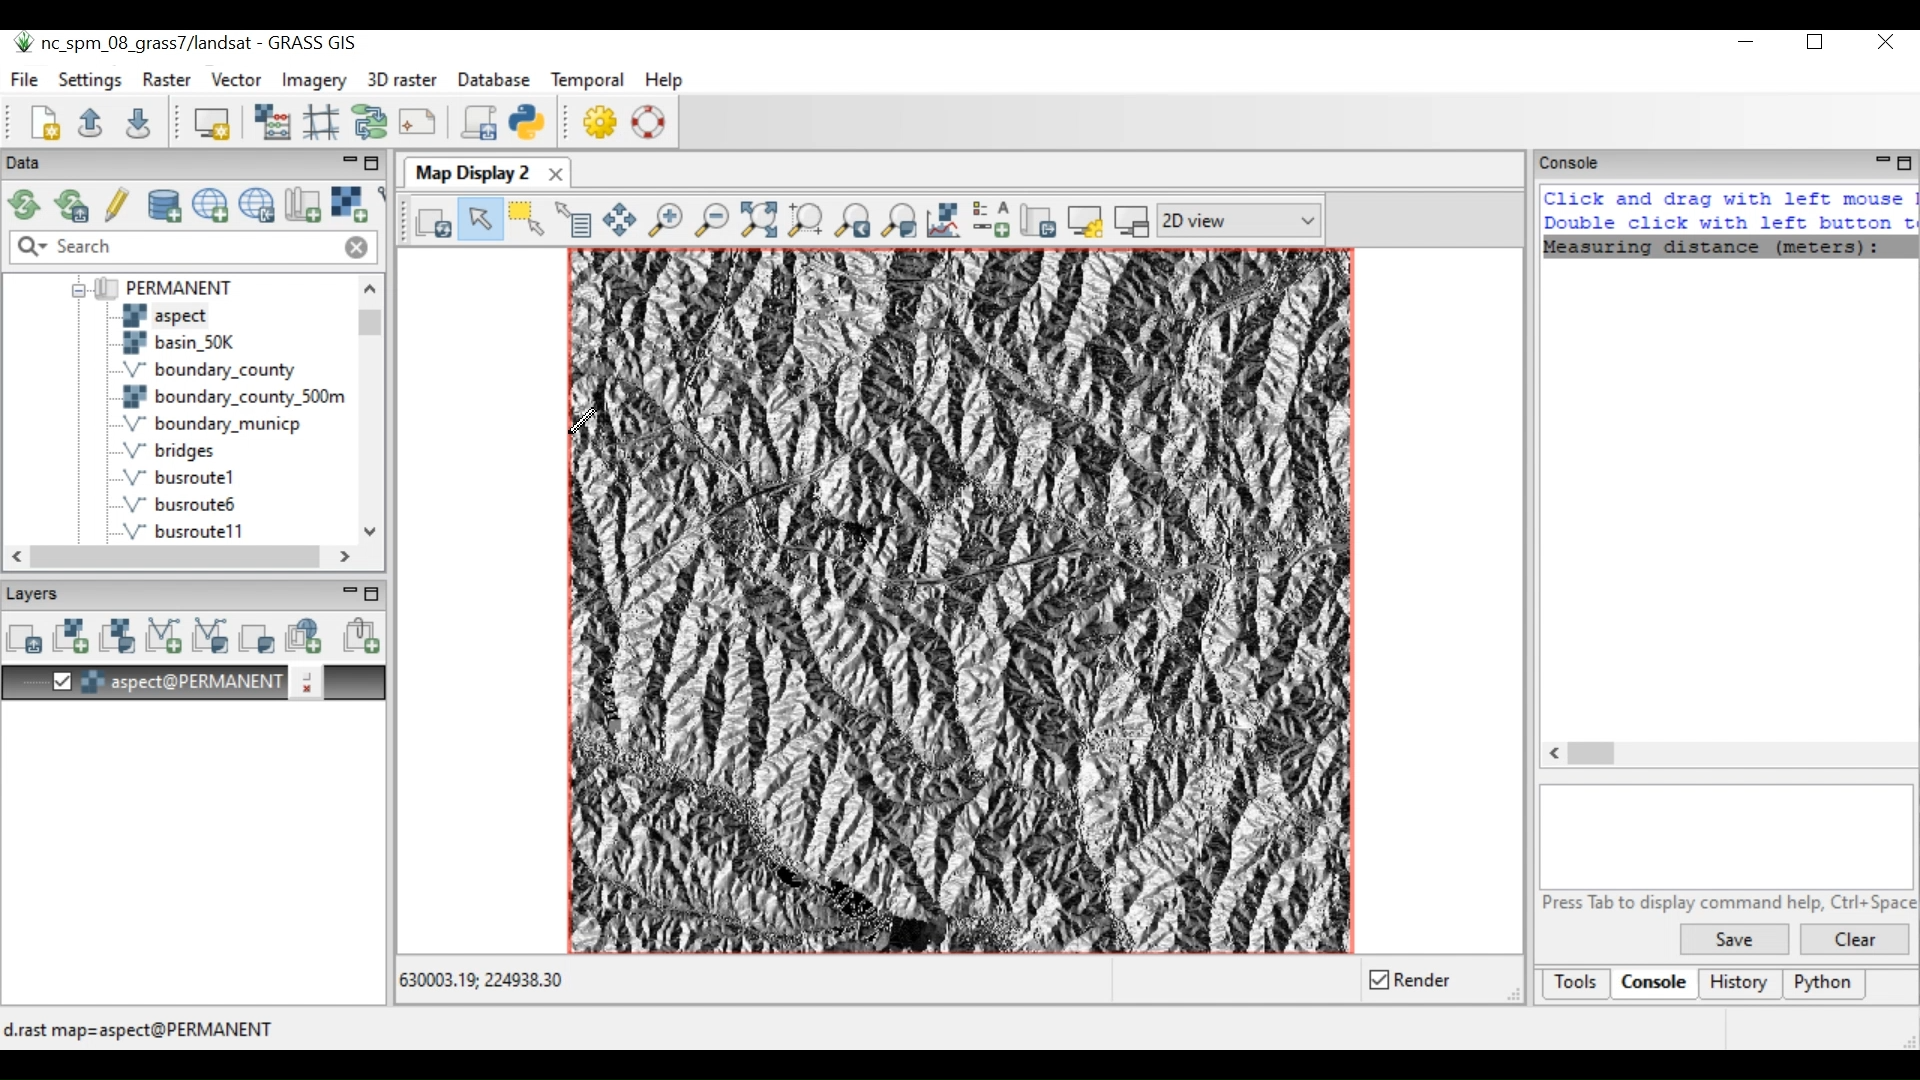 nc_spm_08_grass7/landsat - GRASS GIS
File Settings Raster Vector Imagery 3D raster Database Temporal Help
Data
Search
PERMANENT
aspect
basin_50K
boundary_county
boundary_county_500m
boundary_municp
bridges
busroute1
busroute6
busroute11
Layers
aspect@PERMANENT
Map Display 2
2D view
630003.19; 224938.30
Render
Console
Click and drag with left mouse
Double click with left button
Measuring distance (meters):
Press Tab to display command help, Ctrl+Space
Save Clear
Tools Console History Python
d.rast map=aspect@PERMANENT